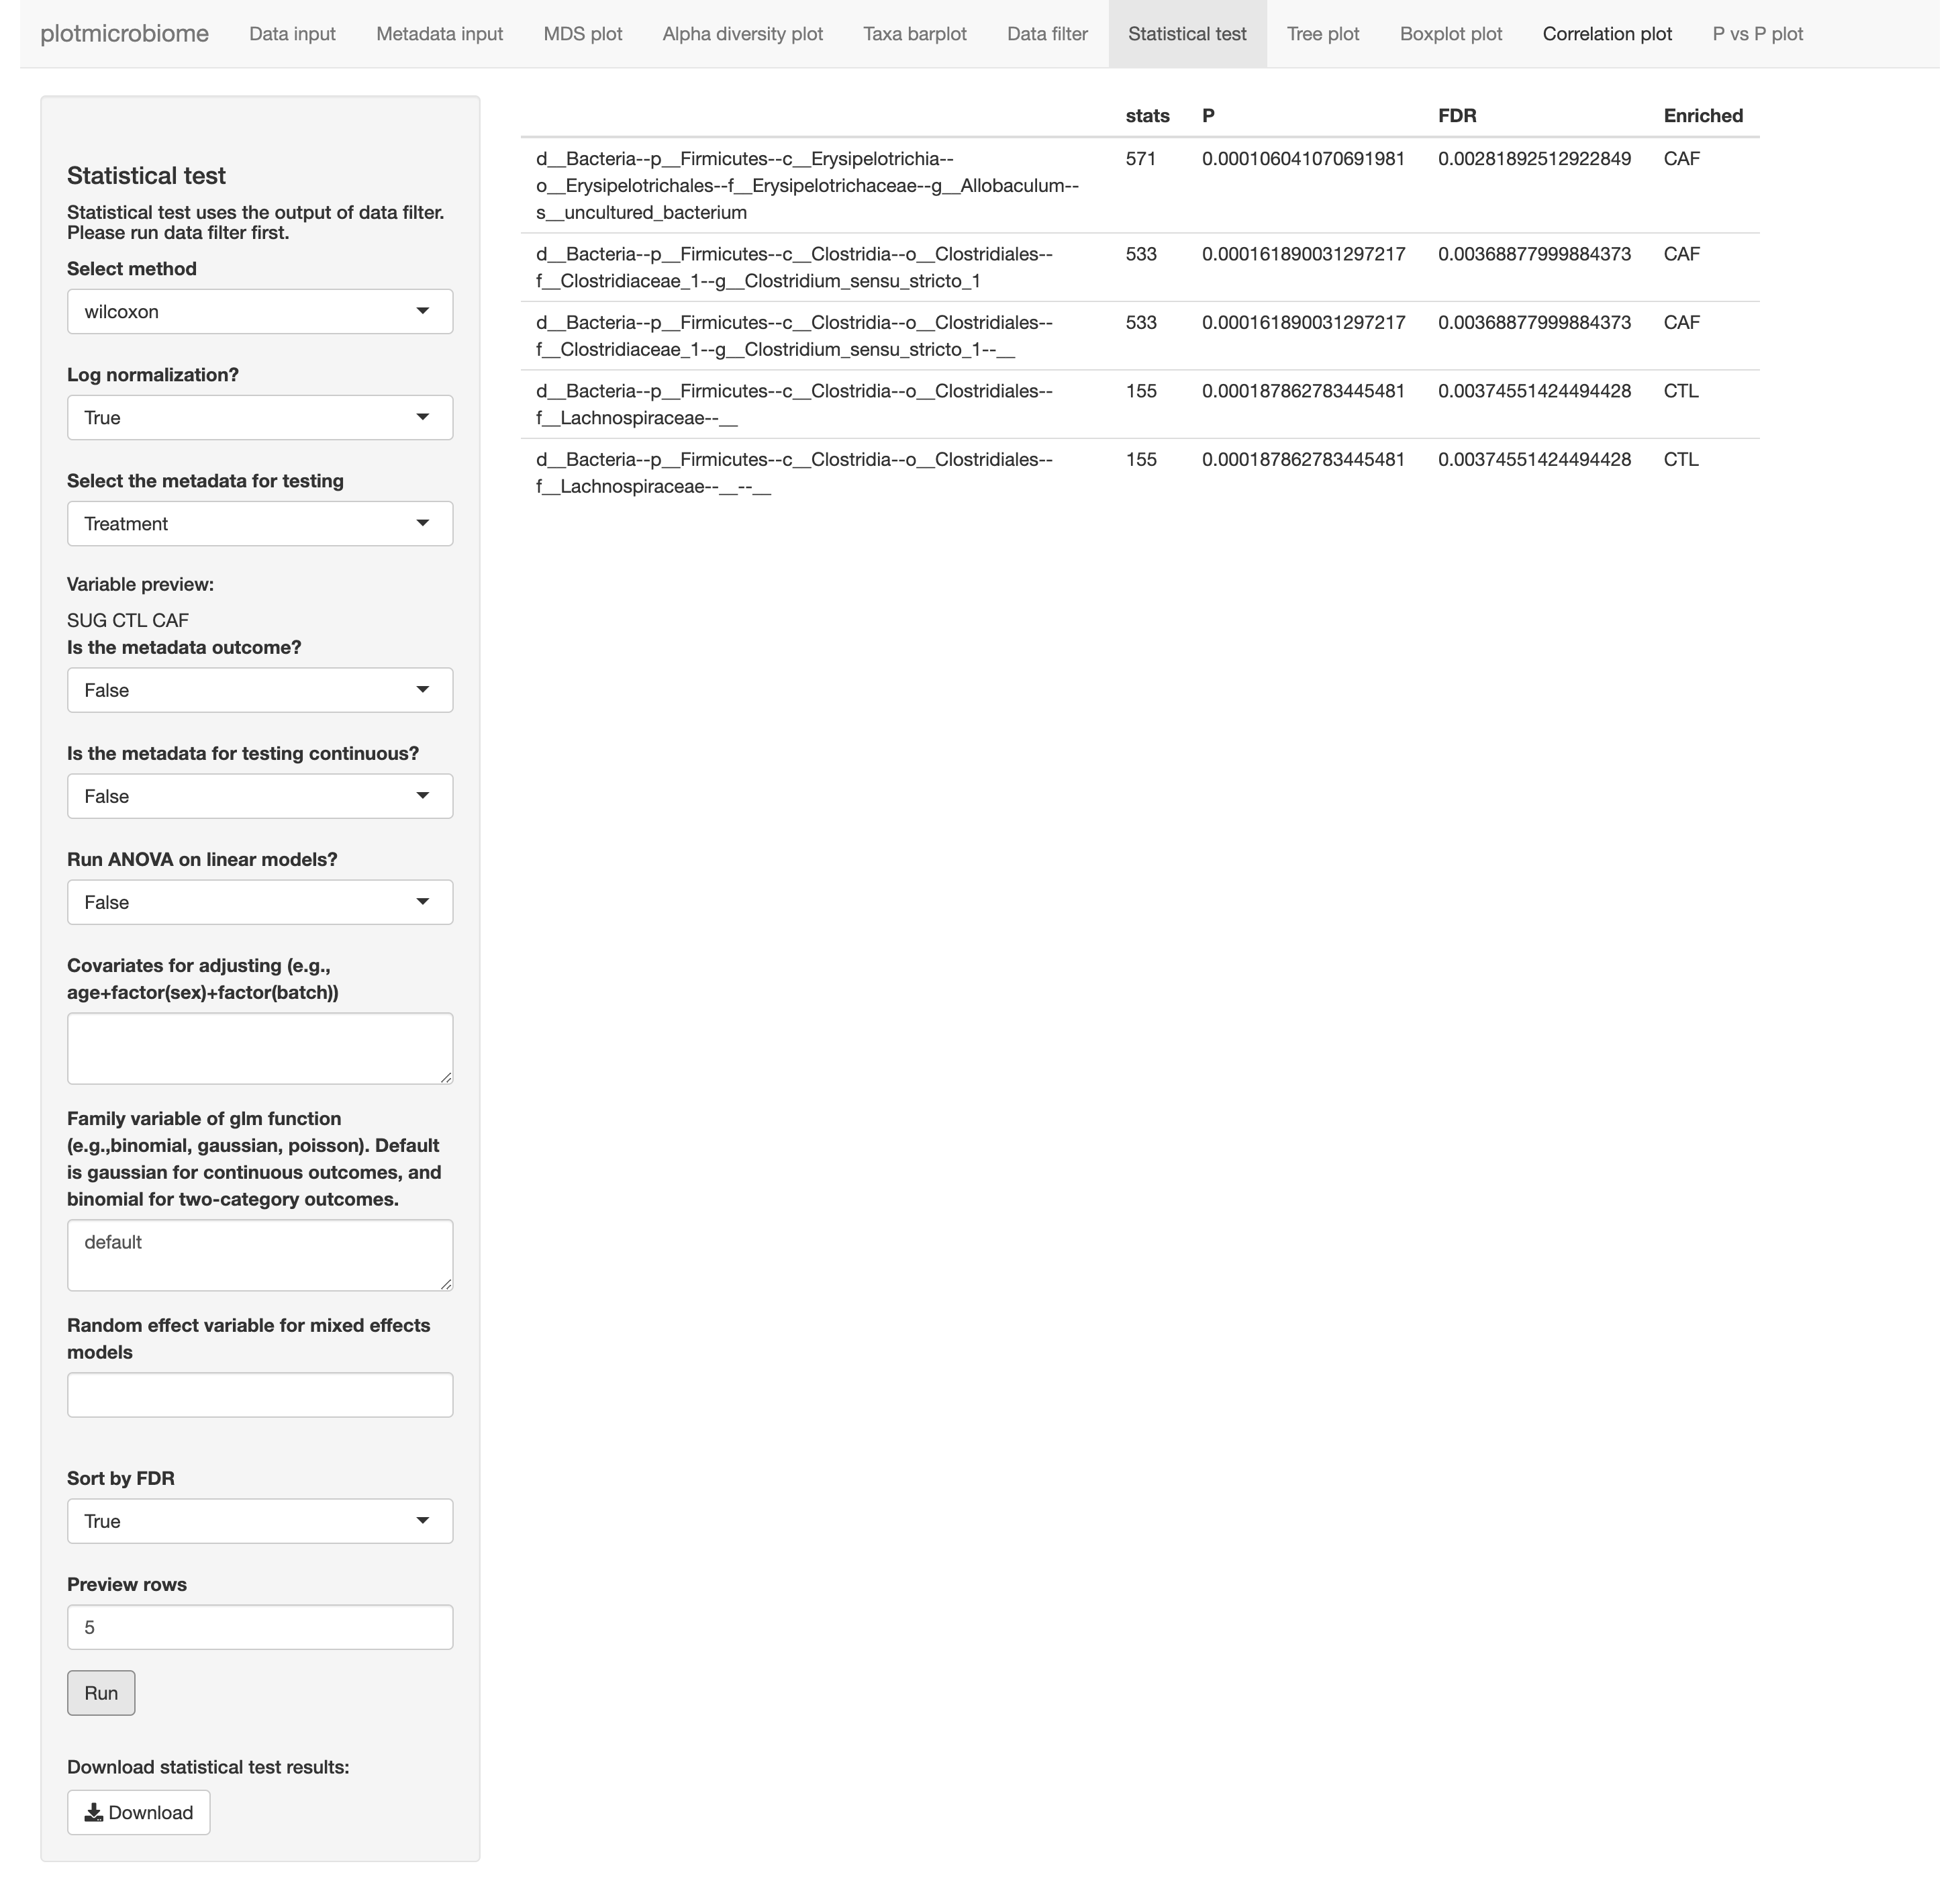 plotmicrobiome Data input Metadata input MDS plot Alpha diversity plot Taxa barplot Data filter Statistical test Tree plot Boxplot plot Correlation plot P vs P plot
Statistical test
Statistical test uses the output of data filter.
Please run data filter first.
Select method
wilcoxon
Log normalization?
True
Select the metadata for testing
Treatment
Variable preview:
SUG CTL CAF
Is the metadata outcome?
False
Is the metadata for testing continuous?
False
Run ANOVA on linear models?
False
Covariates for adjusting (e.g.,
age+factor(sex)+factor(batch))
Family variable of glm function
(e.g.,binomial, gaussian, poisson). Default
is gaussian for continuous outcomes, and
binomial for two-category outcomes.
default
Random effect variable for mixed effects
models
Sort by FDR
True
Preview rows
5
Run
Download statistical test results:
Download
stats P FDR Enriched
d__Bacteria--p__Firmicutes--c__Erysipelotrichia-- 571 0.000106041070691981 0.00281892512922849 CAF
o__Erysipelotrichales--f__Erysipelotrichaceae--g__Allobaculum--
s__uncultured_bacterium
d__Bacteria--p__Firmicutes--c__Clostridia--o__Clostridiales-- 533 0.000161890031297217 0.00368877999884373 CAF
f__Clostridiaceae_1--g__Clostridium_sensu_stricto_1
d__Bacteria--p__Firmicutes--c__Clostridia--o__Clostridiales-- 533 0.000161890031297217 0.00368877999884373 CAF
f__Clostridiaceae_1--g__Clostridium_sensu_stricto_1--__
d__Bacteria--p__Firmicutes--c__Clostridia--o__Clostridiales-- 155 0.000187862783445481 0.00374551424494428 CTL
f__Lachnospiraceae--__
d__Bacteria--p__Firmicutes--c__Clostridia--o__Clostridiales-- 155 0.000187862783445481 0.00374551424494428 CTL
f__Lachnospiraceae--__--__